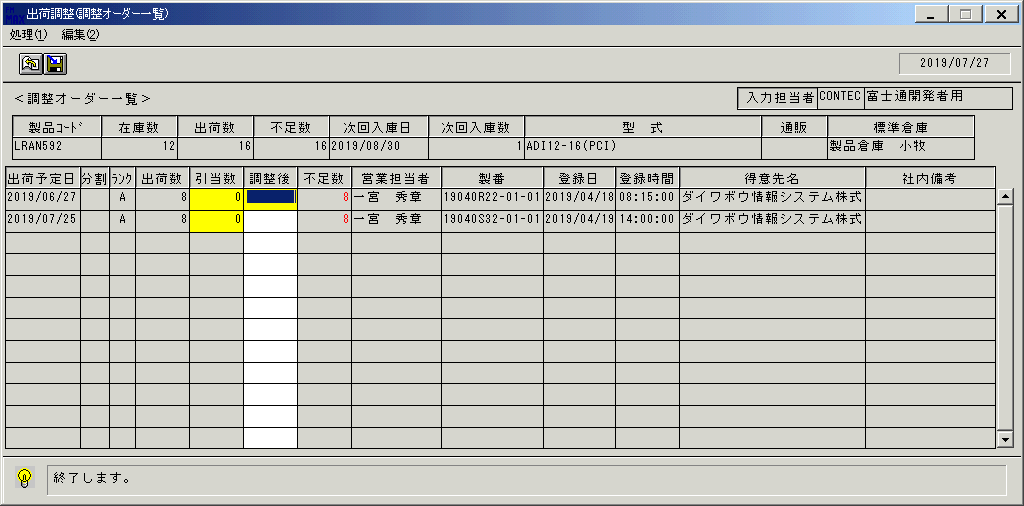 出荷調整(調整オーダー一覧)
処理(1) 編集(2)
2019/07/27
＜調整オーダー一覧＞
入力担当者 CONTEC 富士通開発者用
製品ｺｰﾄﾞ 在庫数 出荷数 不足数 次回入庫日 次回入庫数 型 式 通販 標準倉庫
LRAN592 12 16 16 2019/08/30 1 ADI12-16(PCI) 製品倉庫 小牧
出荷予定日 分割 ﾗﾝｸ 出荷数 引当数 調整後 不足数 営業担当者 製番 登録日 登録時間 得意先名 社内備考
2019/06/27 A 8 0 8 一宮 秀章 19040R22-01-01 2019/04/18 08:15:00 ダイワボウ情報システム株式
2019/07/25 A 8 0 8 一宮 秀章 19040S32-01-01 2019/04/19 14:00:00 ダイワボウ情報システム株式
終了します。